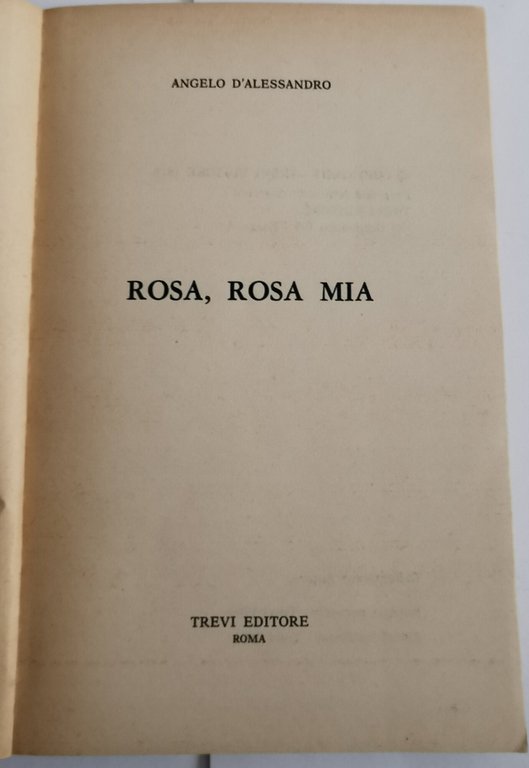 ANGELO D'ALESSANDRO
ROSA, ROSA MIA
TREVI EDITORE
ROMA